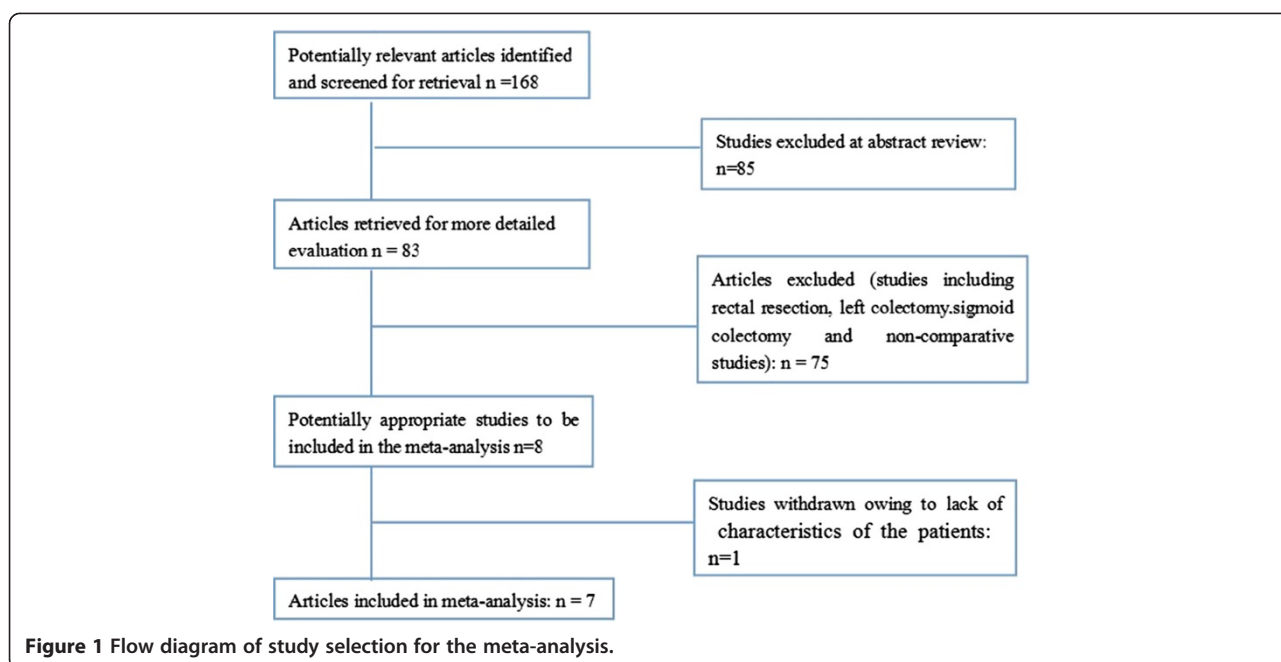 Potentially relevant articles identified
and screened for retrieval n =168
Studies excluded at abstract review:
n=85
Articles retrieved for more detailed
evaluation n = 83
Articles excluded (studies including
rectal resection, left colectomy.sigmoid
colectomy and non-comparative
studies): n = 75
Potentially appropriate studies to be
included in the meta-analysis n=8
Studies withdrawn owing to lack of
characteristics of the patients:
n=1
Articles included in meta-analysis: n = 7
Figure 1 Flow diagram of study selection for the meta-analysis.